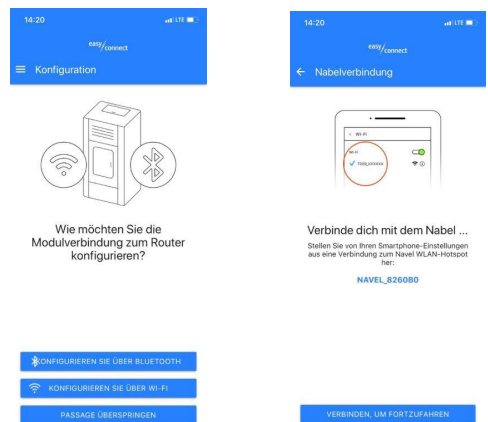 14:20
LTE
easy/connect
Konfiguration
Wie möchten Sie die
Modulverbindung zum Router
konfigurieren?
KONFIGURIEREN SIE ÜBER BLUETOOTH
KONFIGURIEREN SIE ÜBER WI-FI
PASSAGE ÜBERSPRINGEN
14:20
LTE
easy/connect
Nabelverbindung
Wi-Fi
Wi-Fi
Verbinde dich mit dem Nabel ...
Stellen Sie von Ihren Smartphone-Einstellungen
aus eine Verbindung zum Navel WLAN-Hotspot
her:
NAVEL_8260B0
VERBINDEN, UM FORTZUFAHREN